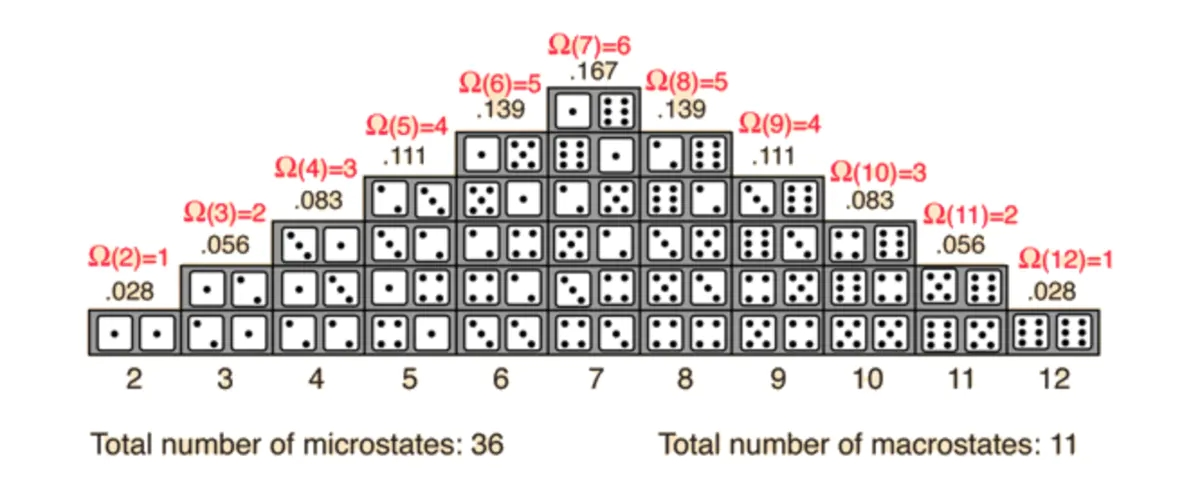 Ω(7)=6
.167
Ω(6)=5
.139
Ω(8)=5
.139
Ω(5)=4
.111
Ω(9)=4
.111
Ω(4)=3
.083
Ω(10)=3
.083
Ω(3)=2
.056
Ω(11)=2
.056
Ω(2)=1
.028
Ω(12)=1
.028
2 3 4 5 6 7 8 9 10 11 12
Total number of microstates: 36
Total number of macrostates: 11